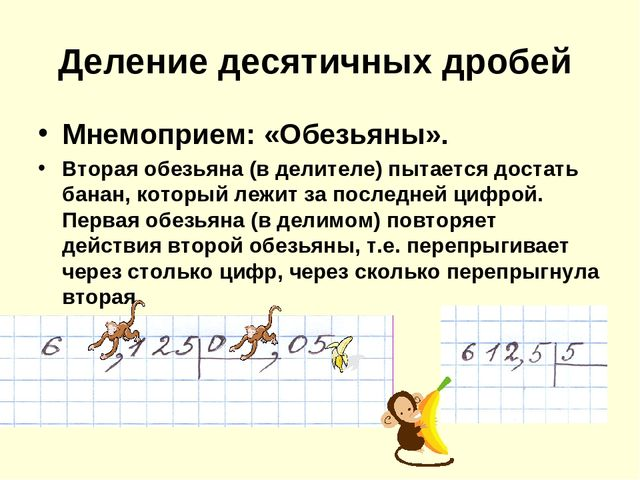 Деление десятичных дробей
• Мнемоприем: «Обезьяны».
• Вторая обезьяна (в делителе) пытается достать
банан, который лежит за последней цифрой.
Первая обезьяна (в делимом) повторяет
действия второй обезьяны, т.е. перепрыгивает
через столько цифр, через сколько перепрыгнула
вторая
6 ,125 0 ,05
612,5 5